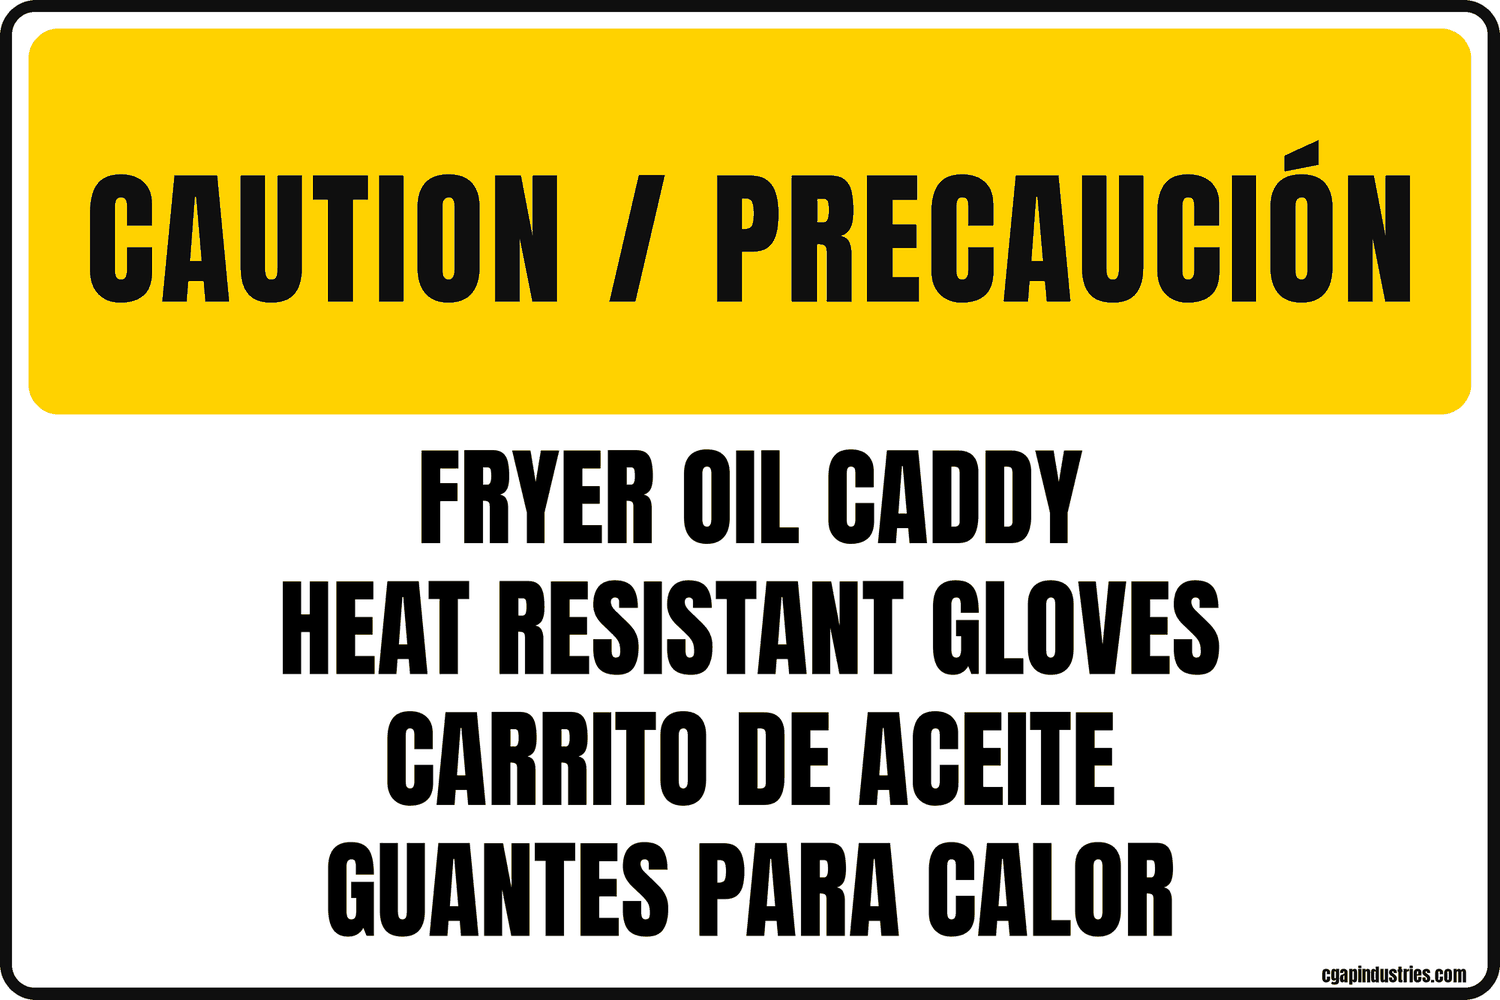 CAUTION / PRECAUCIÓN
FRYER OIL CADDY
HEAT RESISTANT GLOVES
CARRITO DE ACEITE
GUANTES PARA CALOR
cgapindustries.com